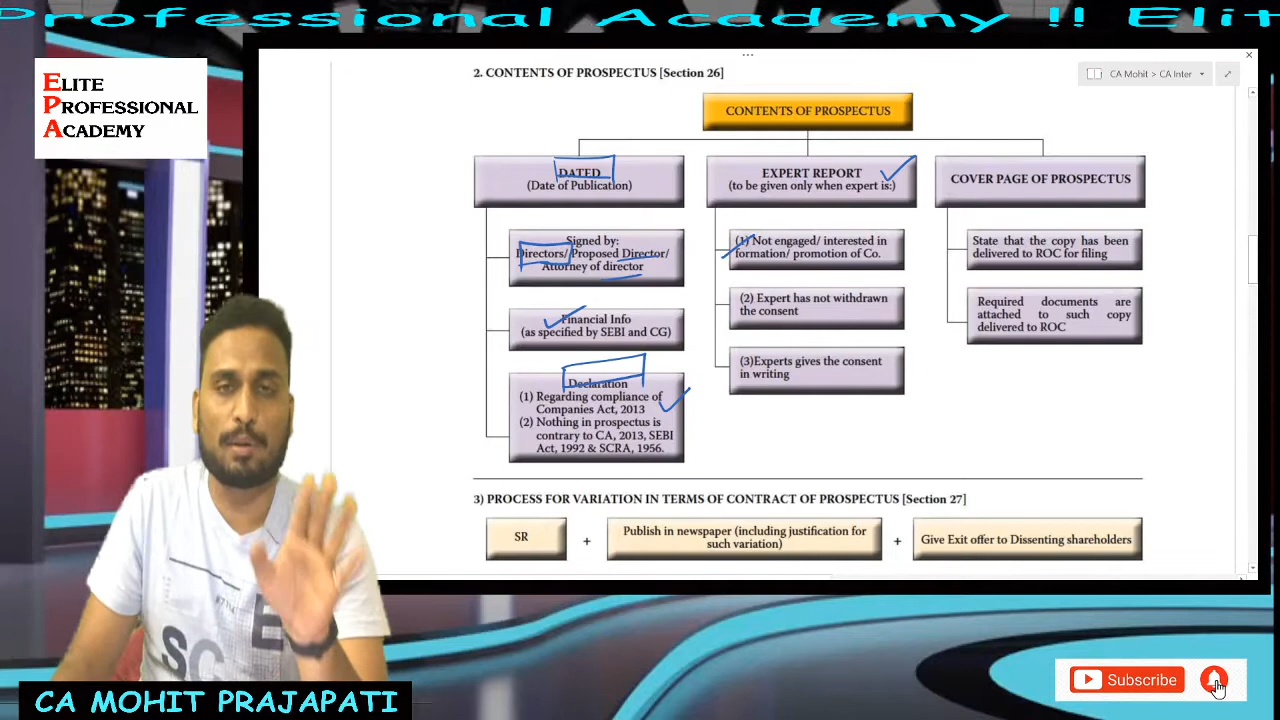 Professional Academy !! Elit
ELITE
PROFESSIONAL
ACADEMY
2. CONTENTS OF PROSPECTUS [Section 26]
CA Mohit > CA Inter
CONTENTS OF PROSPECTUS
DATED
(Date of Publication)
Signed by:
Directors/Proposed Director/
Attorney of director
Financial Info
(as specified by SEBI and CG)
Declaration
(1) Regarding compliance of
Companies Act, 2013
(2) Nothing in prospectus is
contrary to CA, 2013, SEBI
Act, 1992 & SCRA, 1956.
EXPERT REPORT
(to be given only when expert is:)
(1) Not engaged/ interested in
formation/ promotion of Co.
(2) Expert has not withdrawn
the consent
(3)Experts gives the consent
in writing
COVER PAGE OF PROSPECTUS
State that the copy has been
delivered to ROC for filing
Required documents are
attached to such copy
delivered to ROC
3) PROCESS FOR VARIATION IN TERMS OF CONTRACT OF PROSPECTUS [Section 27]
SR
+
Publish in newspaper (including justification for
such variation)
+
Give Exit offer to Dissenting shareholders
Subscribe
CA MOHIT PRAJAPATI